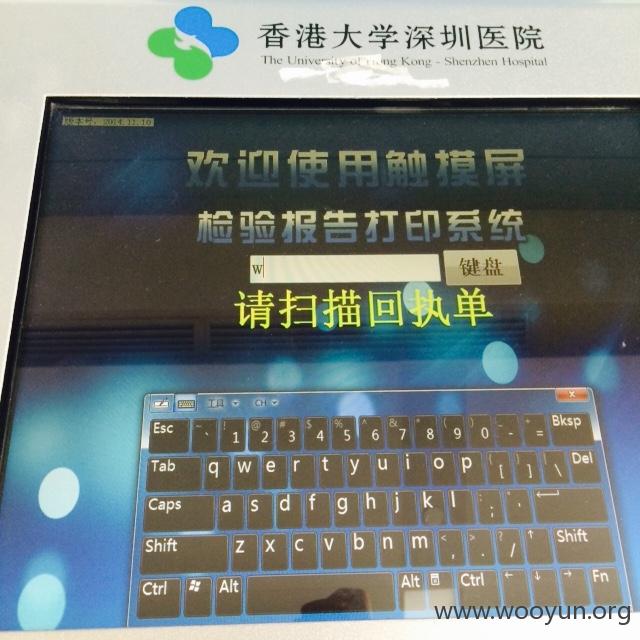 香港大学深圳医院
The University of Hong Kong - Shenzhen Hospital
版本号: 2014.11.10
欢迎使用触摸屏
检验报告打印系统
w 键盘
请扫描回执单
工具 CH x
Esc ~ ` ! 1 @ 2 # 3 $ 4 % 5 ^ 6 & 7 * 8 ( 9 ) 0 _ - + = Bksp
Tab q w e r t y u i o p { [ } ] | \ Del
Caps a s d f g h j k l : ; " '
Shift z x c v b n m < , > . ? / ↑ Shift
Ctrl Alt Alt Ctrl ← ↓ → Fn
www.wooyun.org